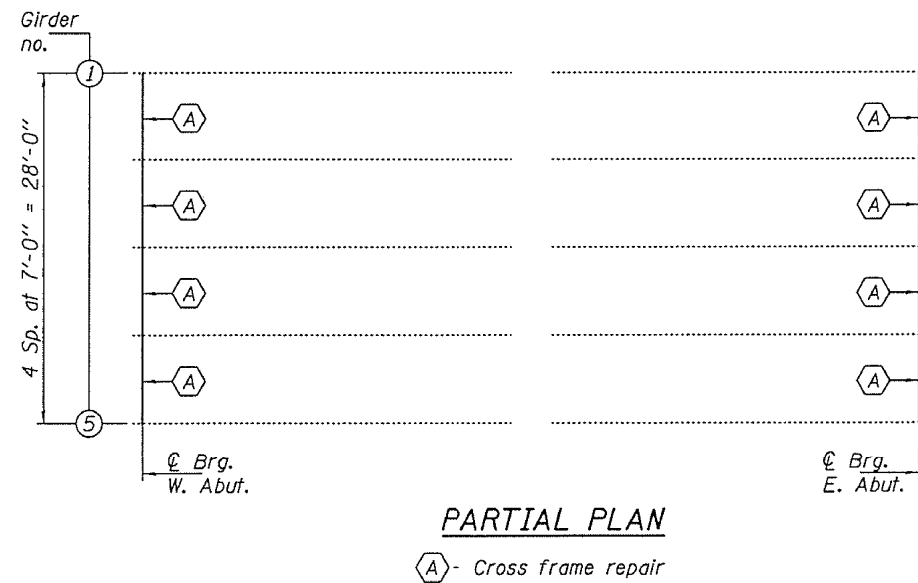 Girder
no.
1
4 Sp. at 7'-0" = 28'-0"
A
A
A
A
A
A
A
A
5
℄ Brg.
W. Abut.
℄ Brg.
E. Abut.
PARTIAL PLAN
A - Cross frame repair